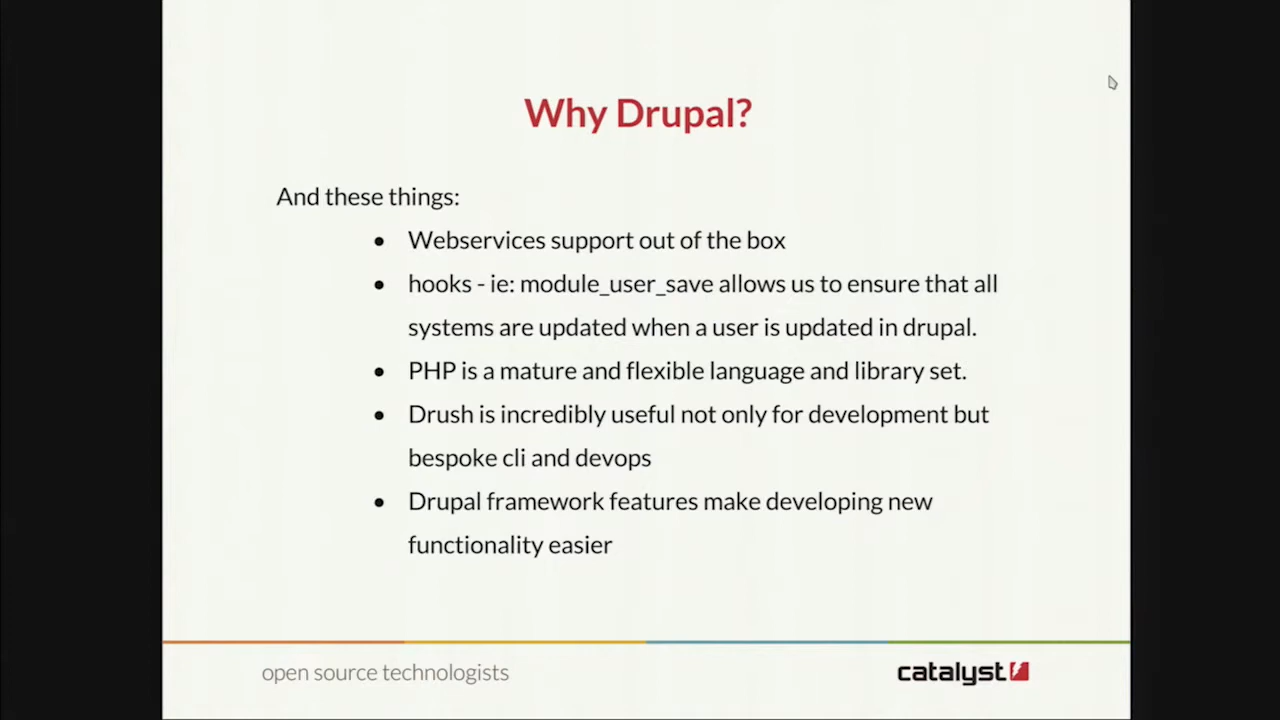 Why Drupal?
And these things:
• Webservices support out of the box
• hooks - ie: module_user_save allows us to ensure that all
systems are updated when a user is updated in drupal.
• PHP is a mature and flexible language and library set.
• Drush is incredibly useful not only for development but
bespoke cli and devops
• Drupal framework features make developing new
functionality easier
open source technologists
catalyst